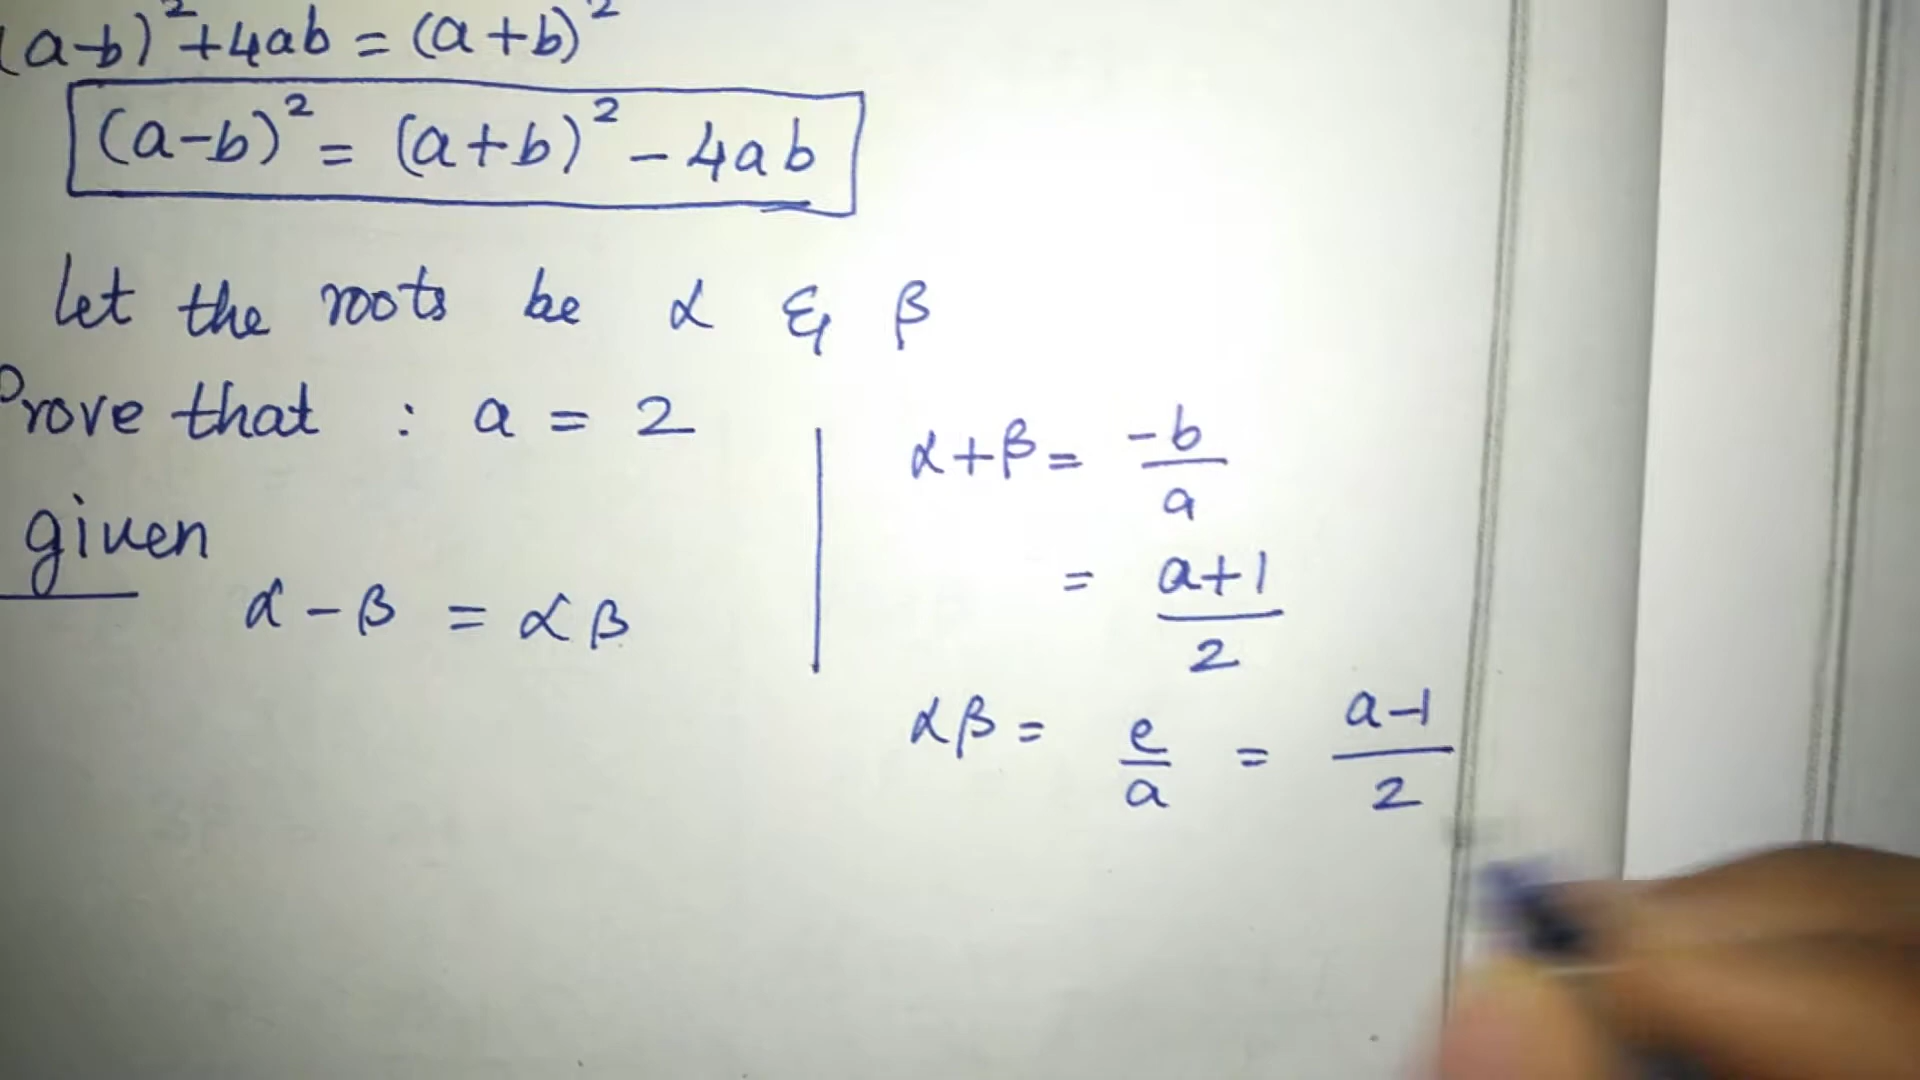 (a-b)²+4ab = (a+b)²
(a-b)² = (a+b)² - 4ab
let the roots be α & β
Prove that : a = 2
given
α - β = αβ
α+β = -b/a
= a+1/2
αβ = c/a = a-1/2